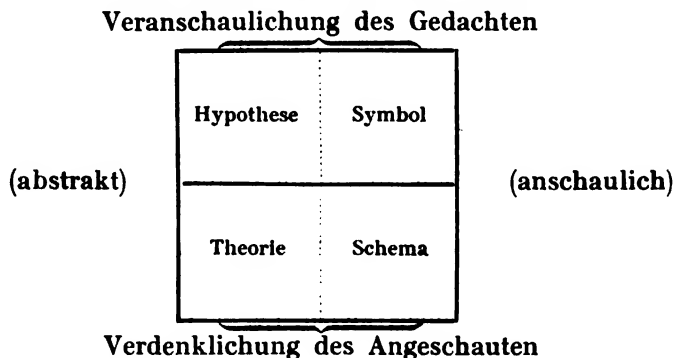 Veranschaulichung des Gedachten
Hypothese Symbol
(abstrakt) (anschaulich)
Theorie Schema
Verdenklichung des Angeschauten